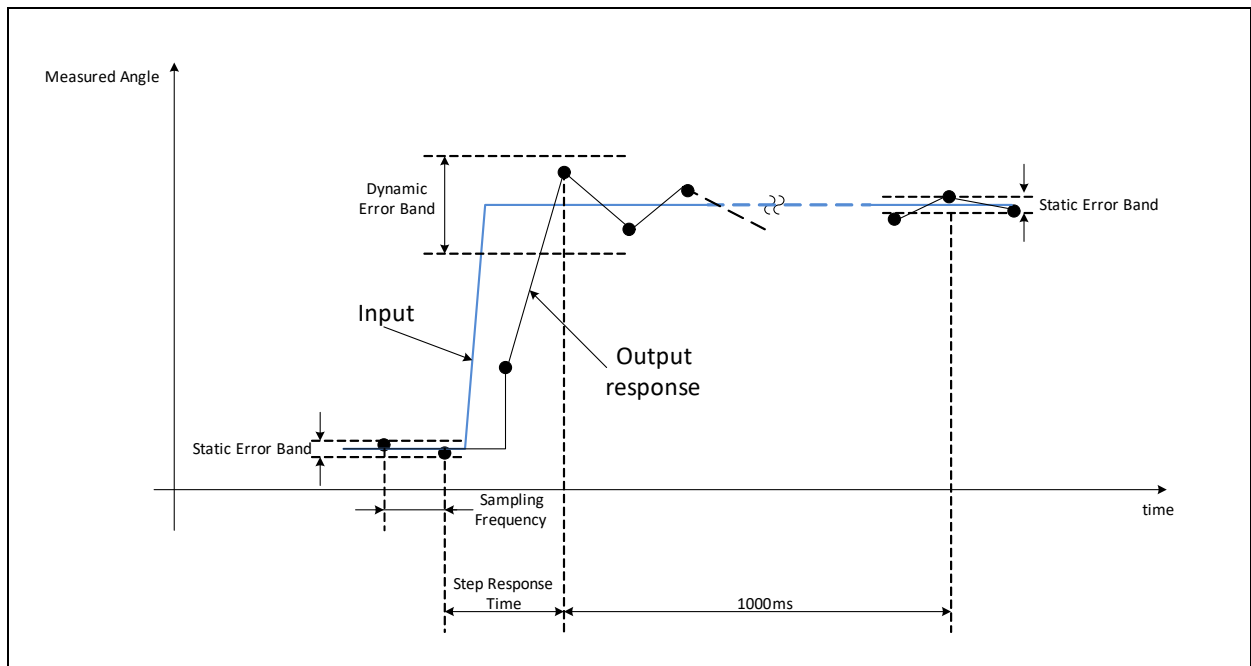 Measured Angle
Dynamic
Error Band
Static Error Band
Input
Output
response
Static Error Band
Sampling
Frequency
time
Step Response
Time
1000ms